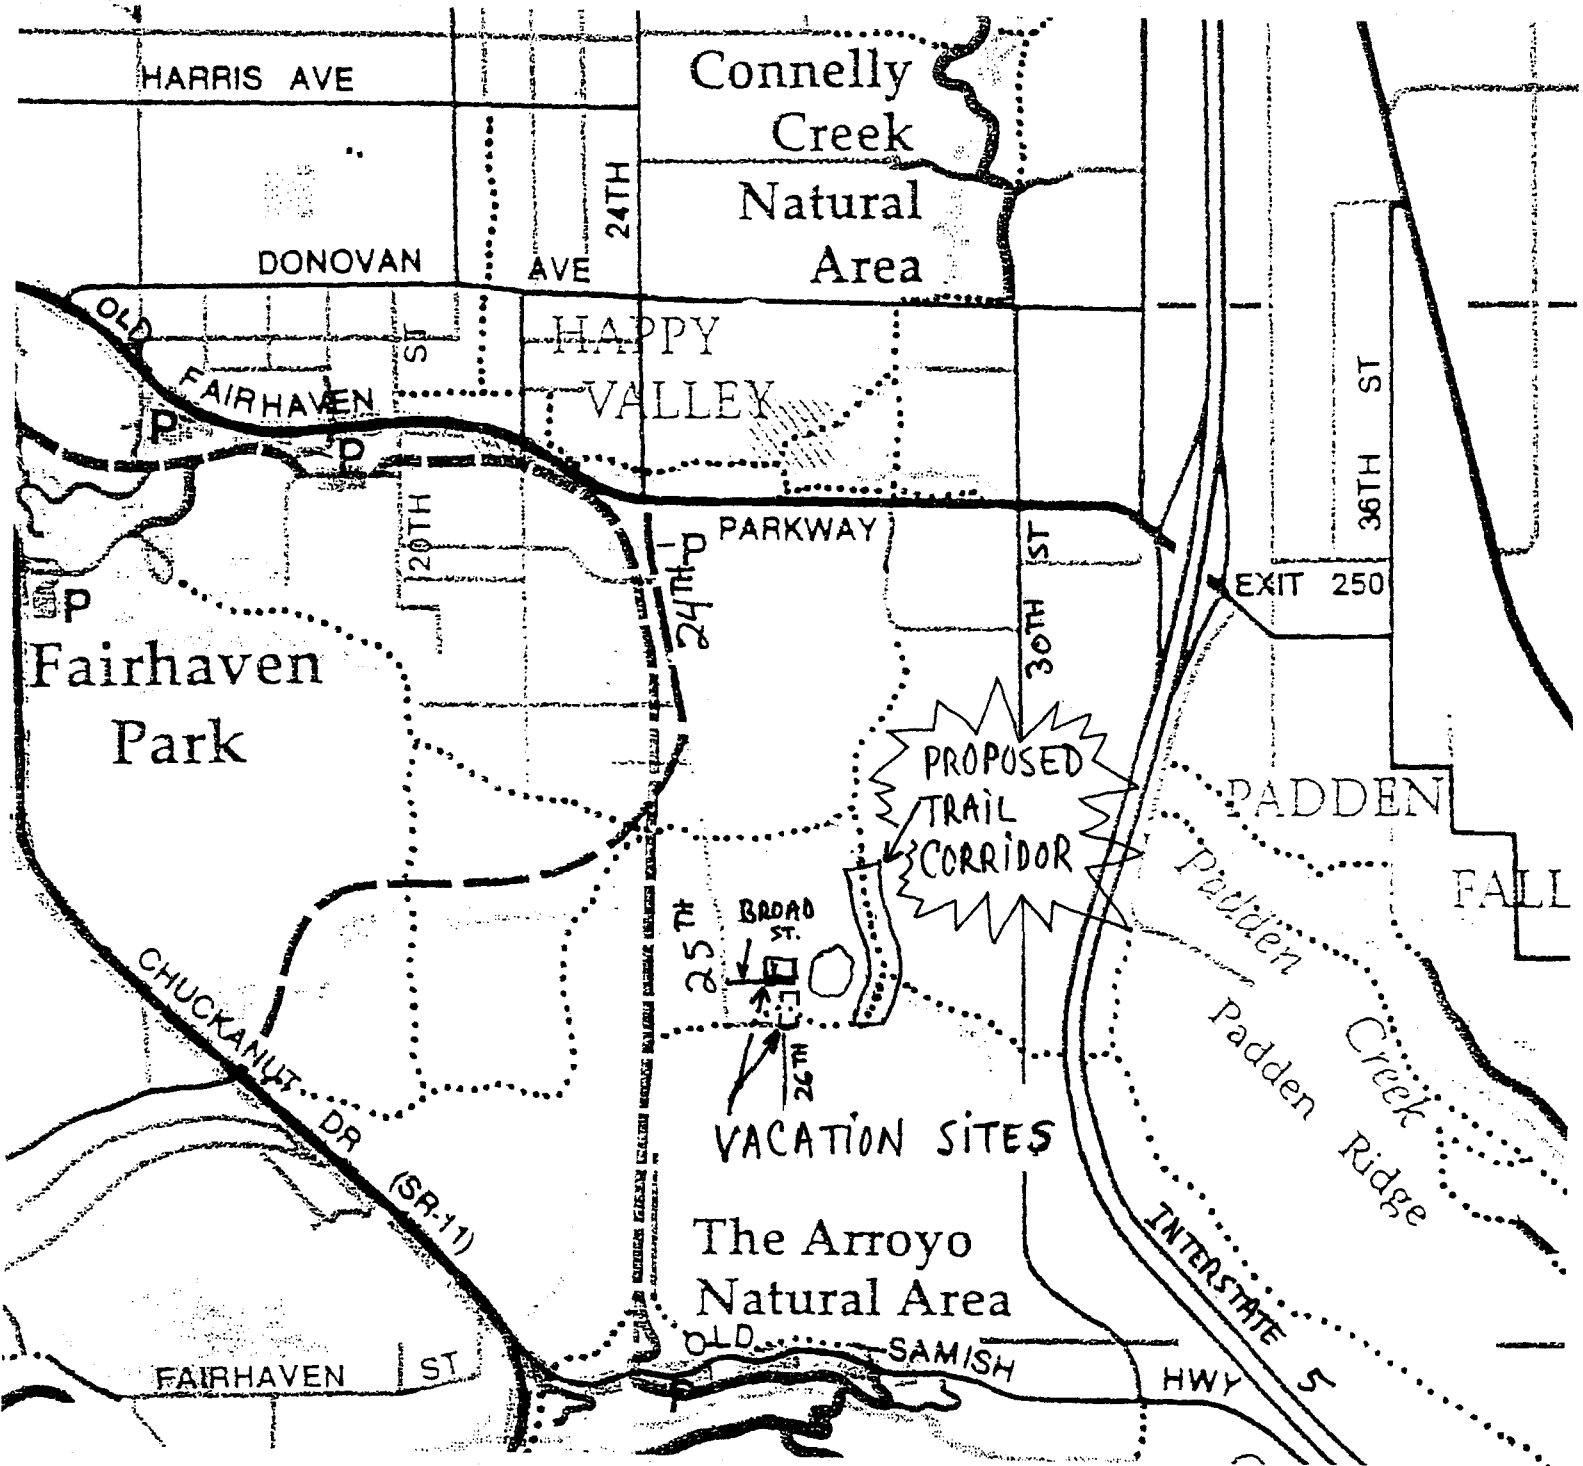 HARRIS AVE
Connelly
Creek
Natural
Area
24TH
DONOVAN AVE
OLD
FAIRHAVEN
ST
HAPPY
VALLEY
P
P
36TH ST
20TH
PARKWAY
P
24TH
30TH ST
EXIT 250
P
Fairhaven
Park
PROPOSED
TRAIL
CORRIDOR
PADDEN
FALL
Padden Creek
Padden Ridge
25TH
BROAD
ST.
26TH
CHUCKANUT DR (SR-11)
VACATION SITES
The Arroyo
Natural Area
INTERSTATE 5
OLD SAMISH HWY
FAIRHAVEN ST
P